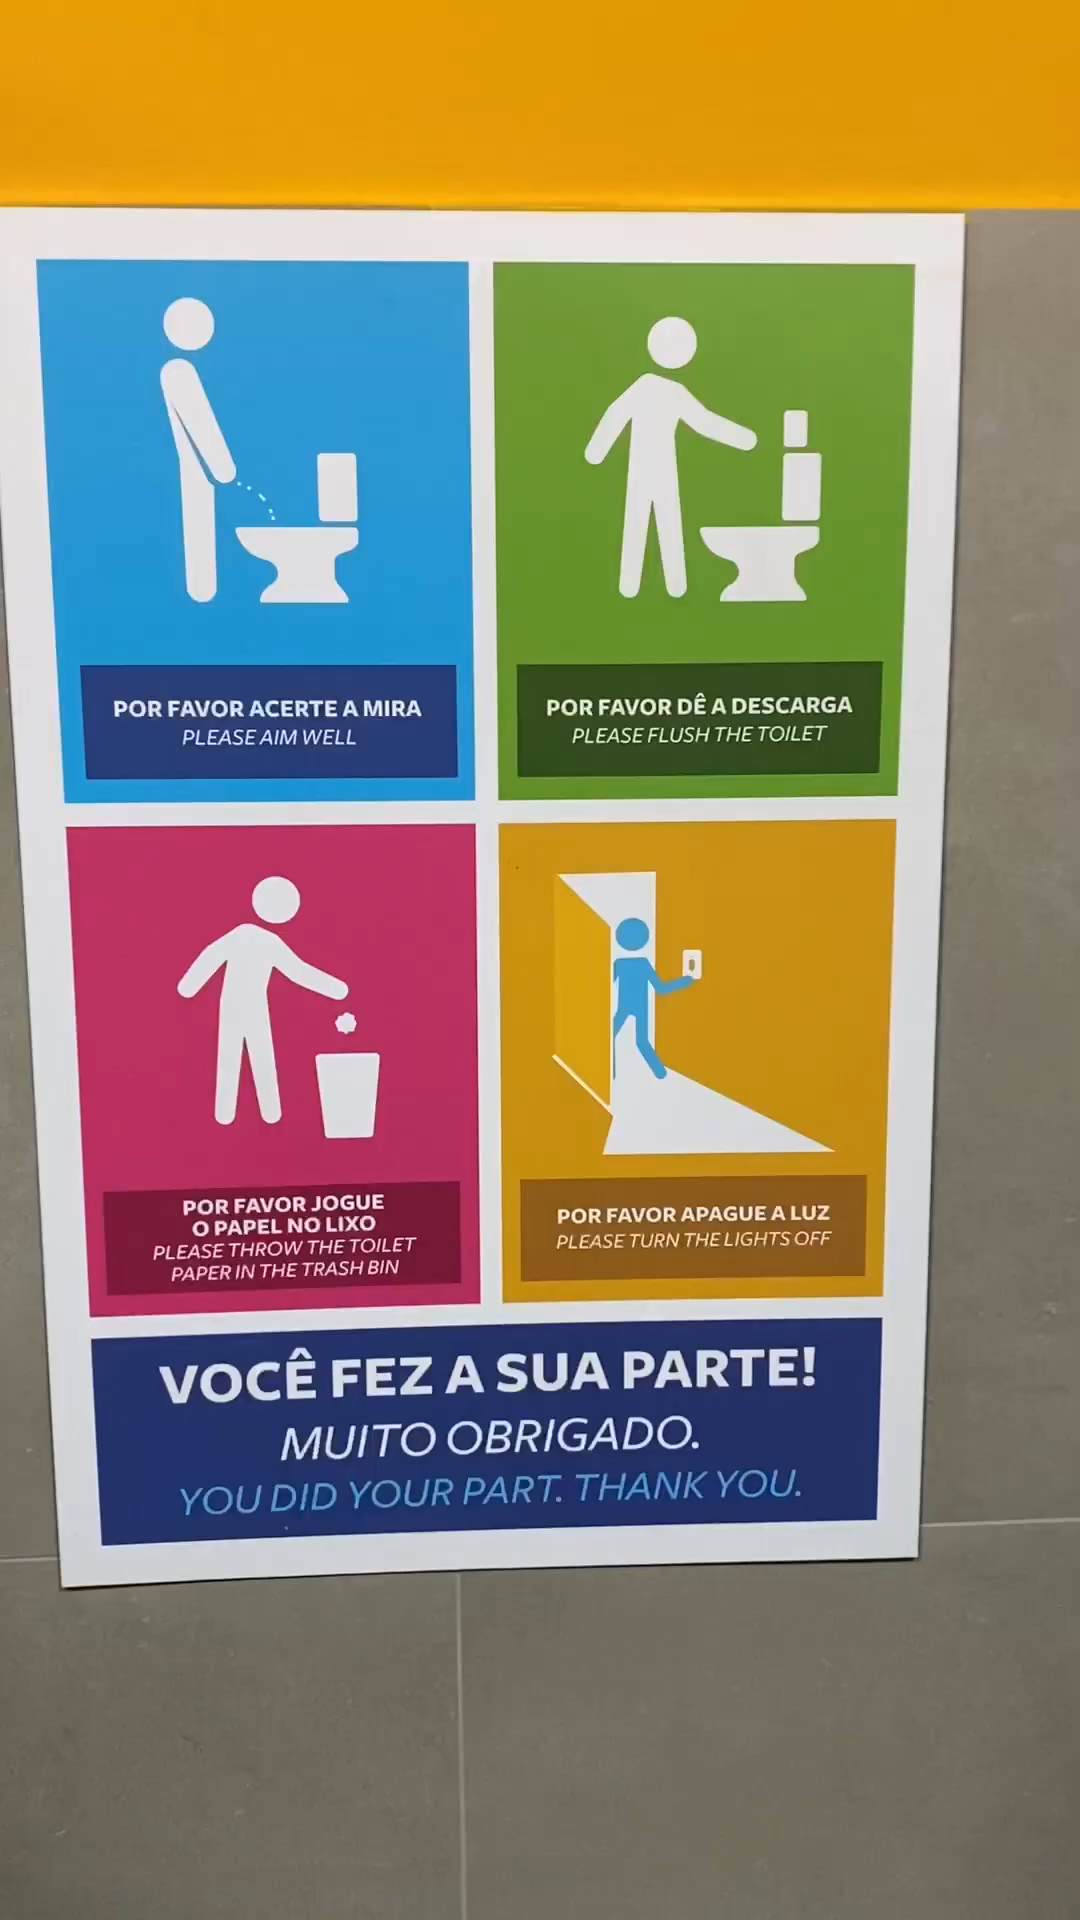 POR FAVOR ACERTE A MIRA
PLEASE AIM WELL
POR FAVOR DÊ A DESCARGA
PLEASE FLUSH THE TOILET
POR FAVOR JOGUE
O PAPEL NO LIXO
PLEASE THROW THE TOILET
PAPER IN THE TRASH BIN
POR FAVOR APAGUE A LUZ
PLEASE TURN THE LIGHTS OFF
VOCÊ FEZ A SUA PARTE!
MUITO OBRIGADO.
YOU DID YOUR PART. THANK YOU.